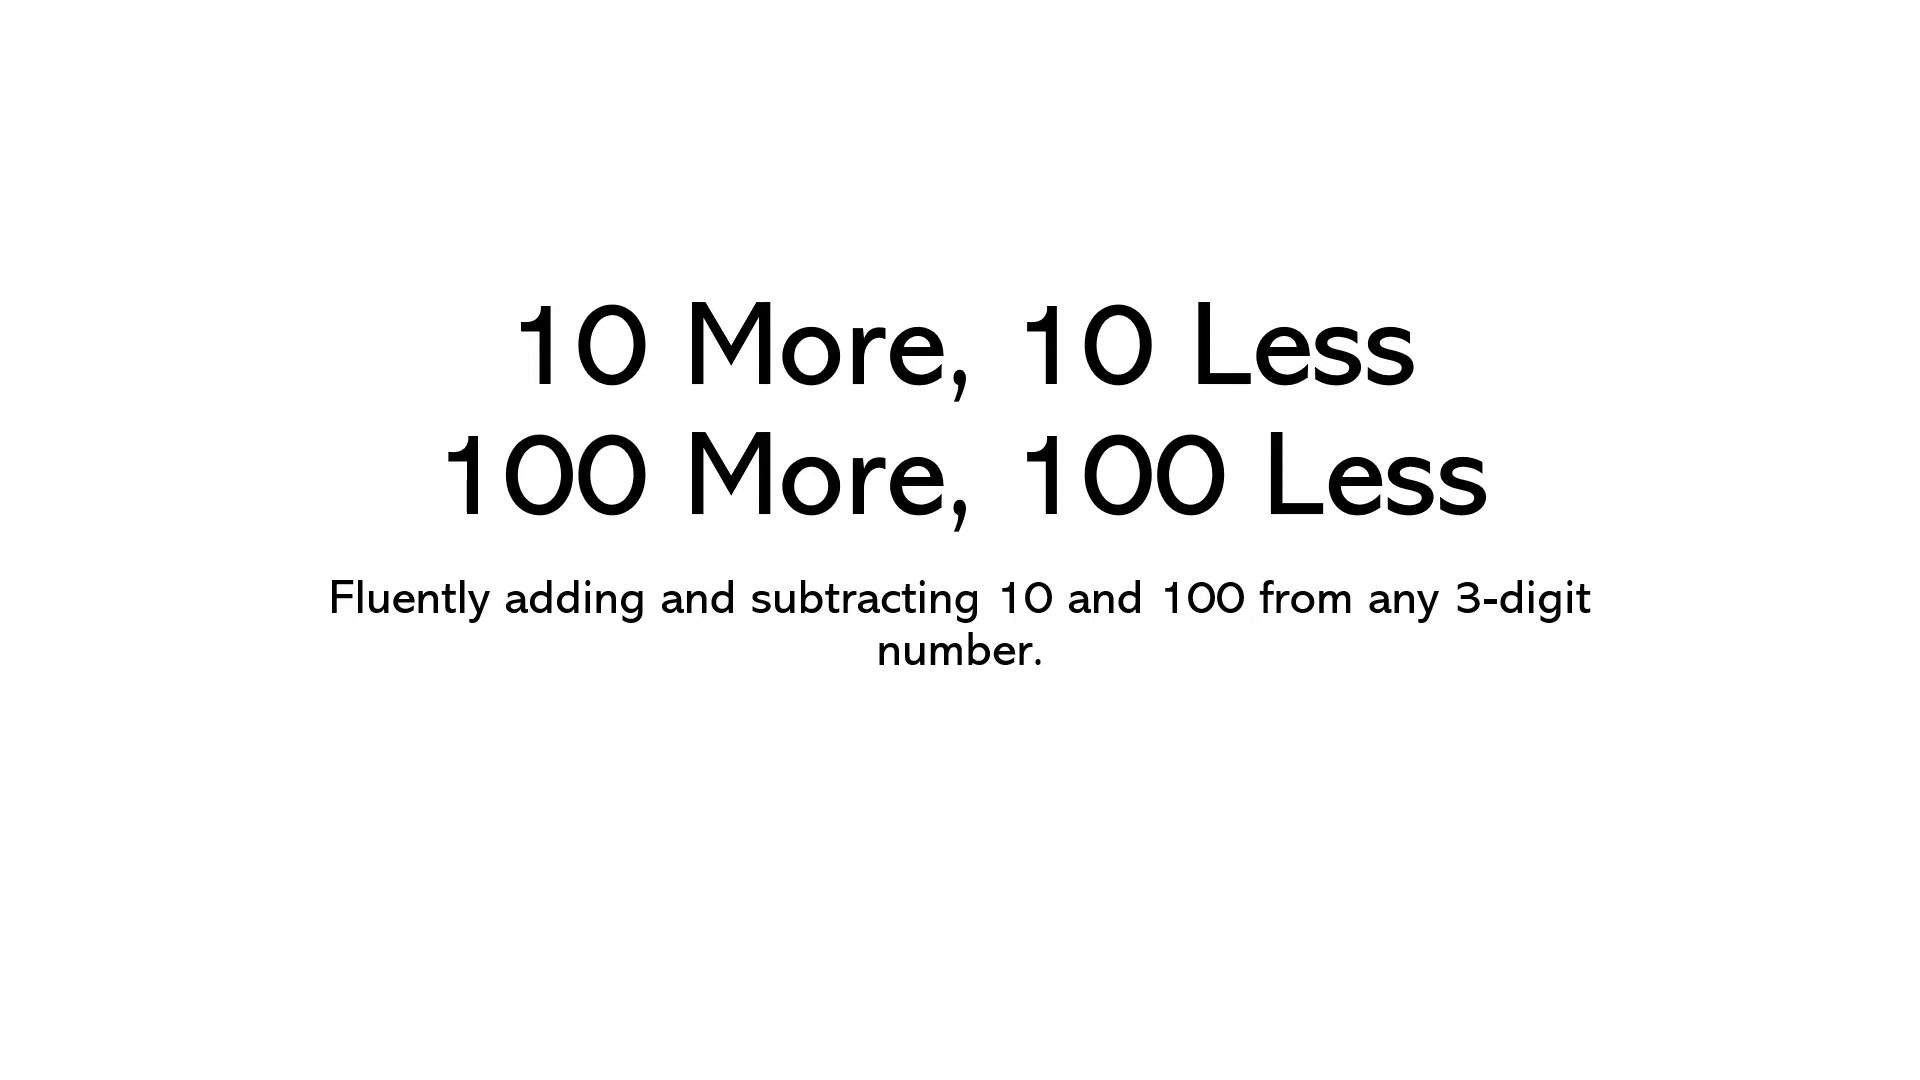 10 More, 10 Less
100 More, 100 Less
Fluently adding and subtracting 10 and 100 from any 3-digit
number.